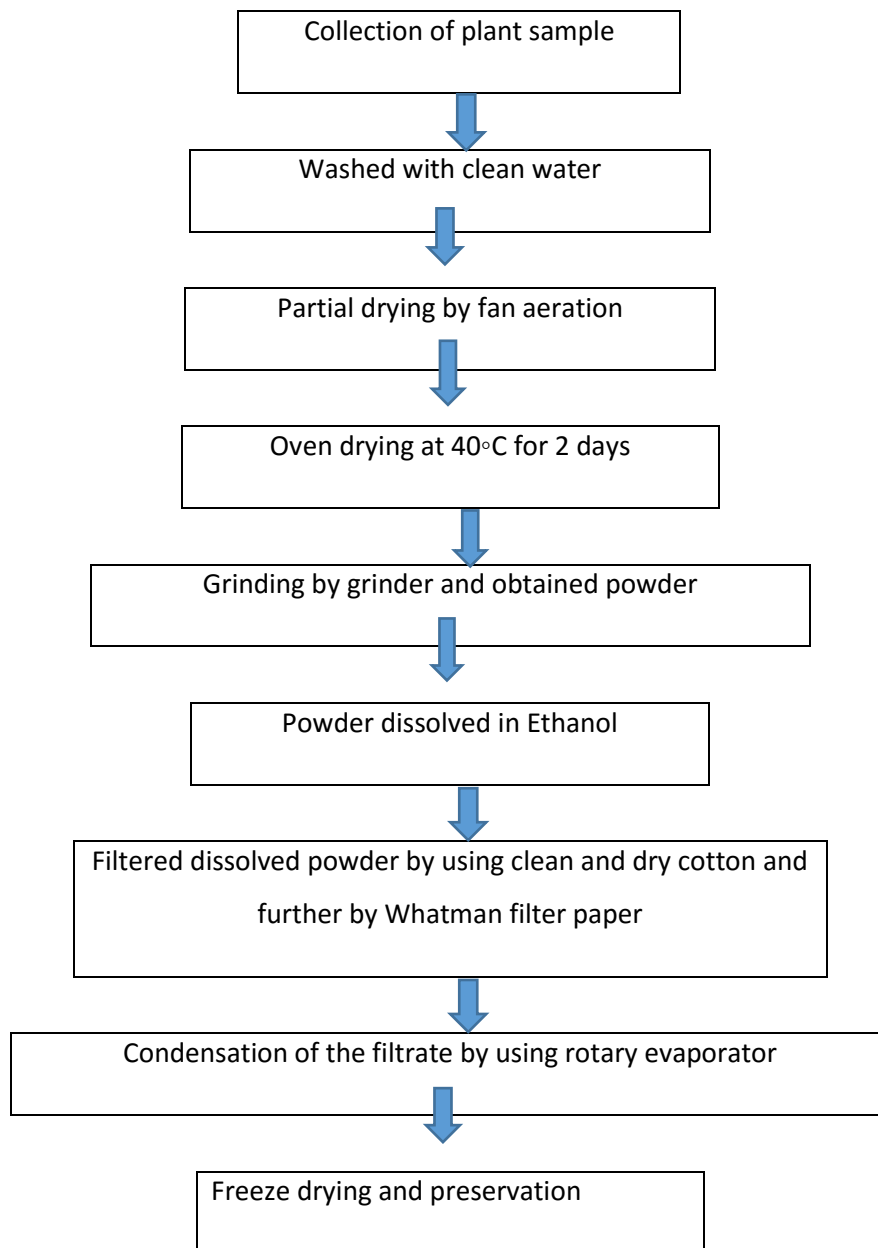 Collection of plant sample
Washed with clean water
Partial drying by fan aeration
Oven drying at 40◦C for 2 days
Grinding by grinder and obtained powder
Powder dissolved in Ethanol
Filtered dissolved powder by using clean and dry cotton and
further by Whatman filter paper
Condensation of the filtrate by using rotary evaporator
Freeze drying and preservation